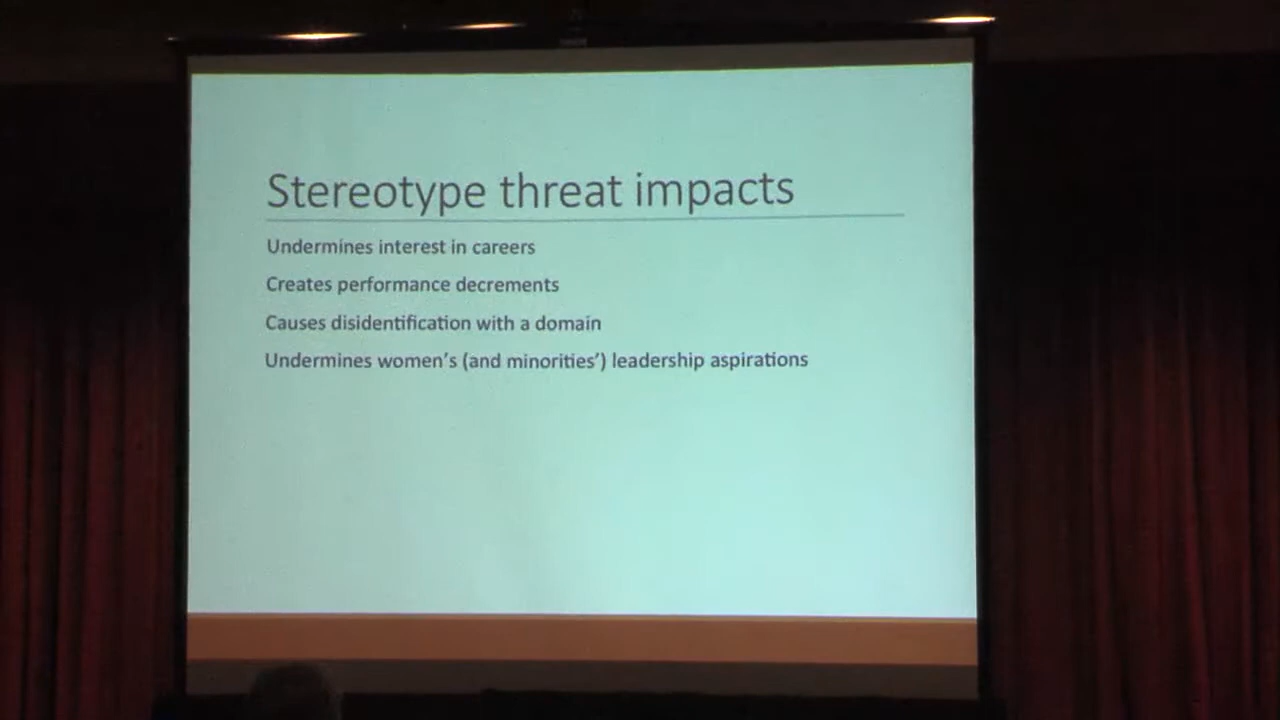 Stereotype threat impacts
Undermines interest in careers
Creates performance decrements
Causes disidentification with a domain
Undermines women's (and minorities') leadership aspirations